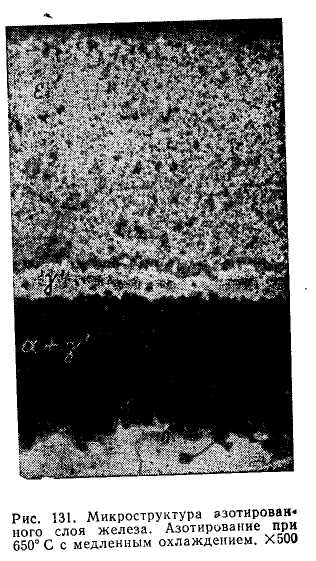 ε
γ'
α + γ'
Рис. 131. Микроструктура азотирован-
ного слоя железа. Азотирование при
650° С с медленным охлаждением. ×500